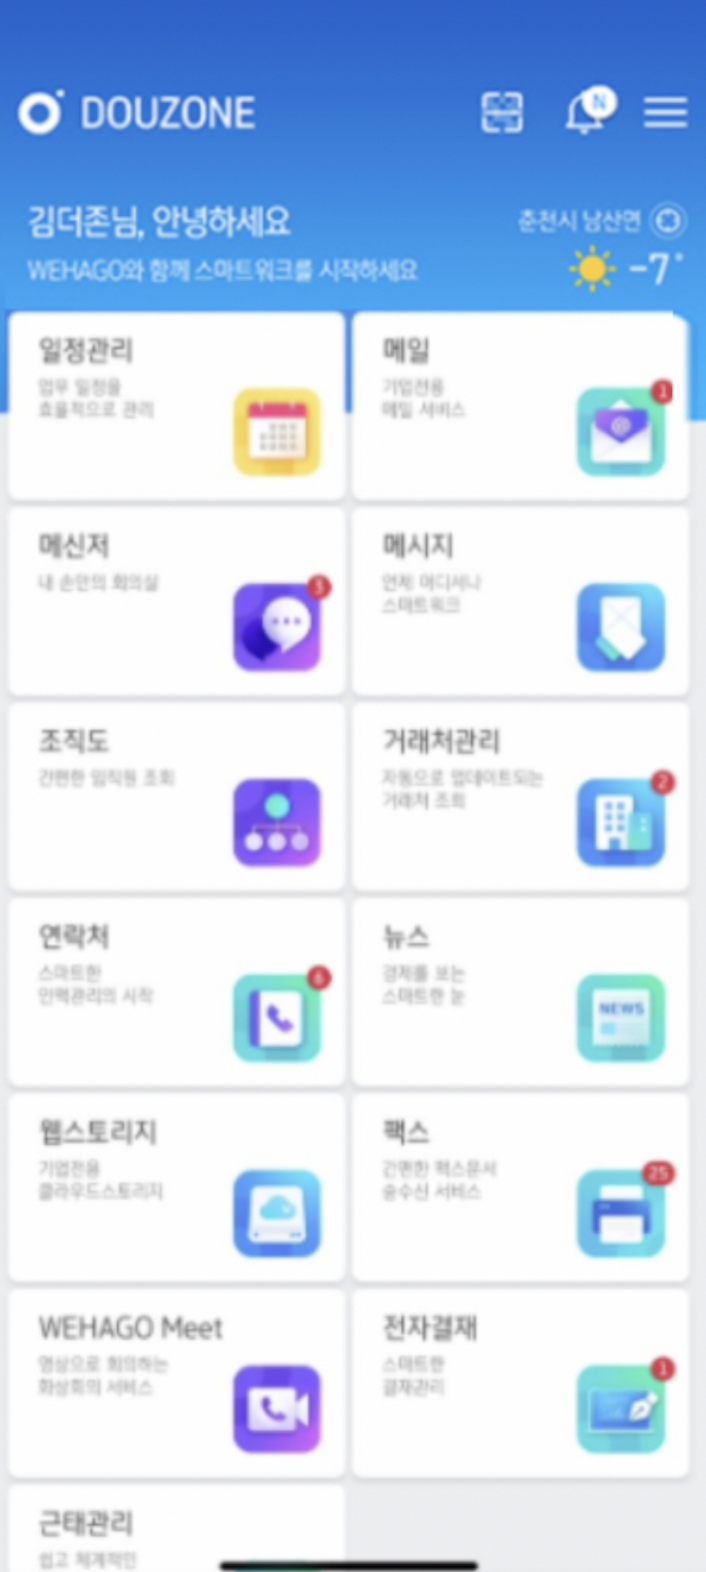 DOUZONE
N
김더존님, 안녕하세요
춘천시 남산면
WEHAGO와 함께 스마트워크를 시작하세요
-7°
일정관리
업무 일정을
효율적으로 관리
메일
기업전용
메일 서비스
1
메신저
내 손안의 회의실
3
메시지
언제 어디서나
스마트워크
조직도
간편한 임직원 조회
거래처관리
자동으로 업데이트되는
거래처 조회
2
연락처
스마트한
인맥관리의 시작
6
뉴스
경제를 보는
스마트한 눈
NEWS
웹스토리지
기업전용
클라우드스토리지
팩스
간편한 팩스문서
송수신 서비스
25
WEHAGO Meet
영상으로 회의하는
화상회의 서비스
전자결재
스마트한
결재관리
1
근태관리
쉽고 체계적인